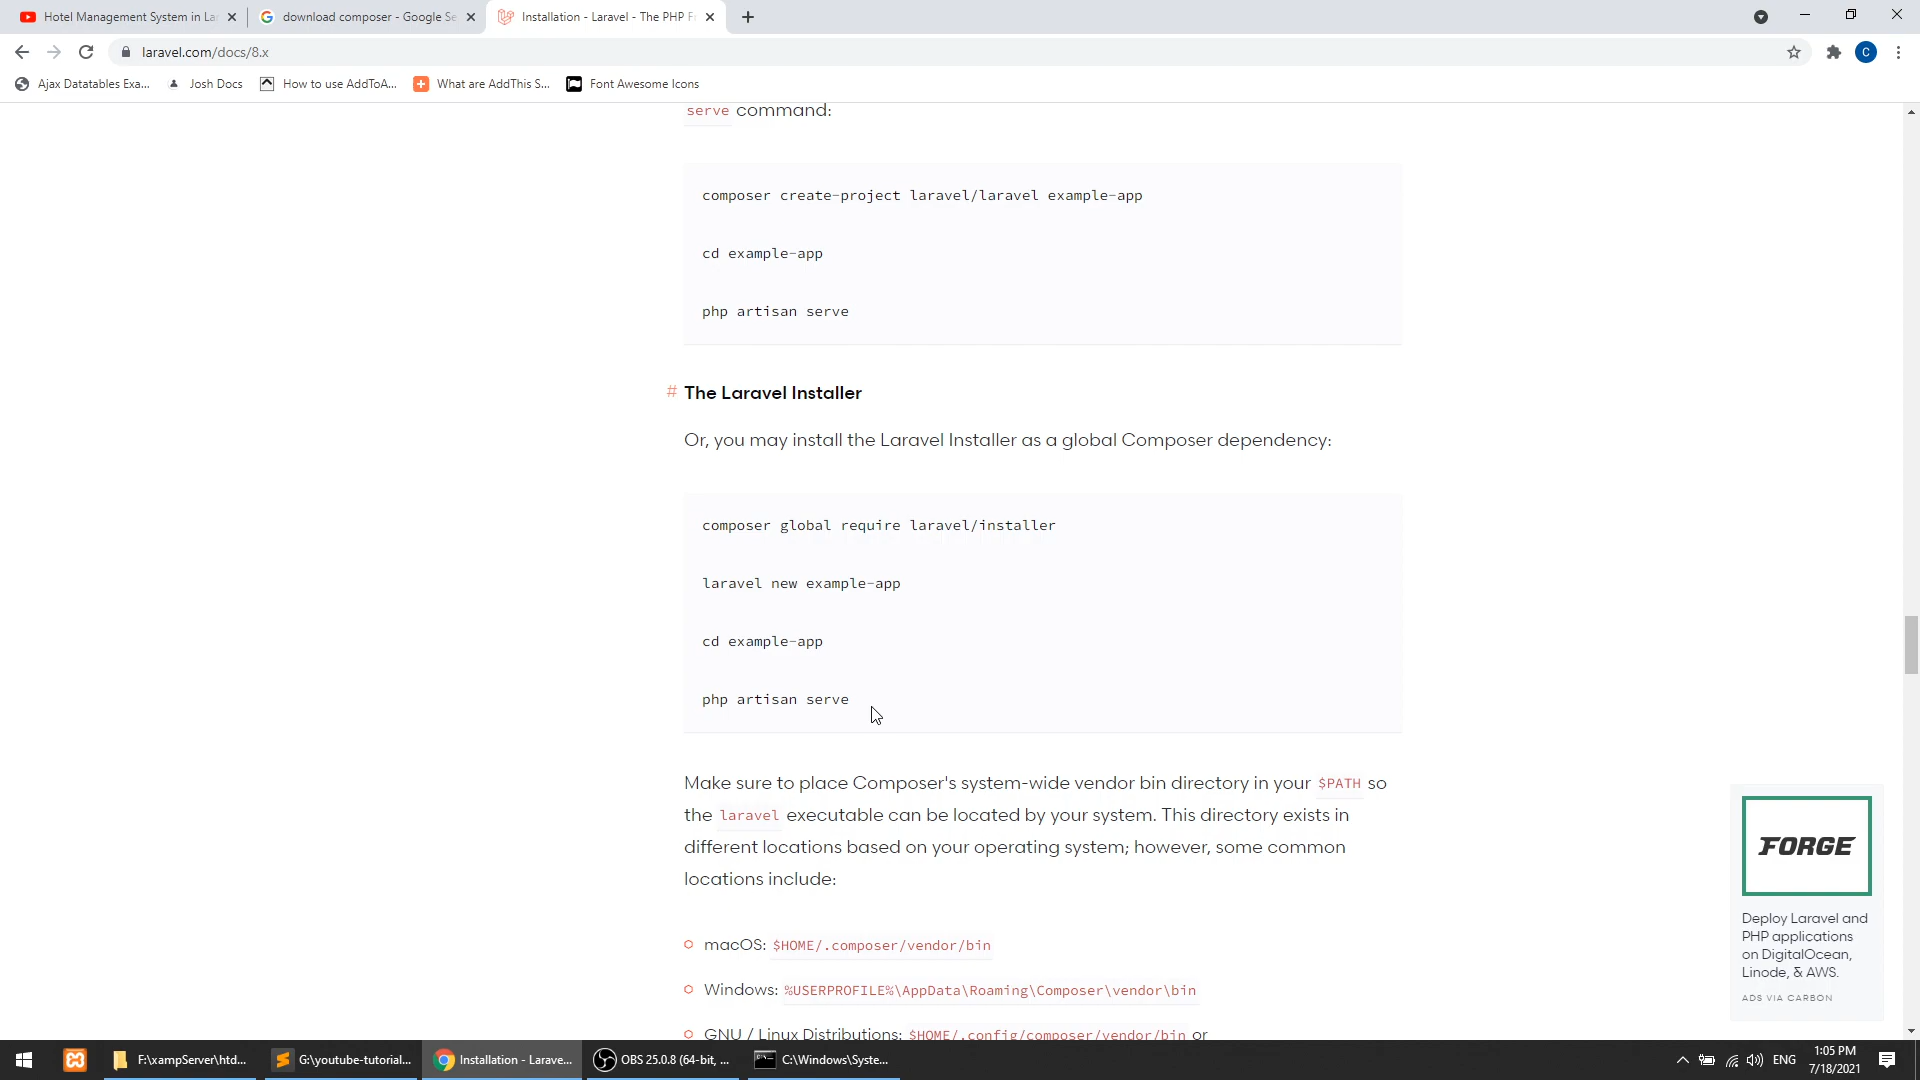 Hotel Management System in La
download composer - Google Se
Installation - Laravel - The PHP F
laravel.com/docs/8.x
C
Ajax Datatables Exa...
Josh Docs
How to use AddToA...
What are AddThis S...
Font Awesome Icons
serve command:
composer create-project laravel/laravel example-app
cd example-app
php artisan serve
# The Laravel Installer
Or, you may install the Laravel Installer as a global Composer dependency:
composer global require laravel/installer
laravel new example-app
cd example-app
php artisan serve
Make sure to place Composer's system-wide vendor bin directory in your $PATH so
the laravel executable can be located by your system. This directory exists in
different locations based on your operating system; however, some common
locations include:
macOS: $HOME/.composer/vendor/bin
Windows: %USERPROFILE%\AppData\Roaming\Composer\vendor\bin
GNU / Linux Distributions: $HOME/.config/composer/vendor/bin or
FORGE
Deploy Laravel and
PHP applications
on DigitalOcean,
Linode, & AWS.
ADS VIA CARBON
F:\xampServer\htd...
G:\youtube-tutorial...
Installation - Larave...
OBS 25.0.8 (64-bit, ...
C:\Windows\Syste...
ENG
1:05 PM
7/18/2021